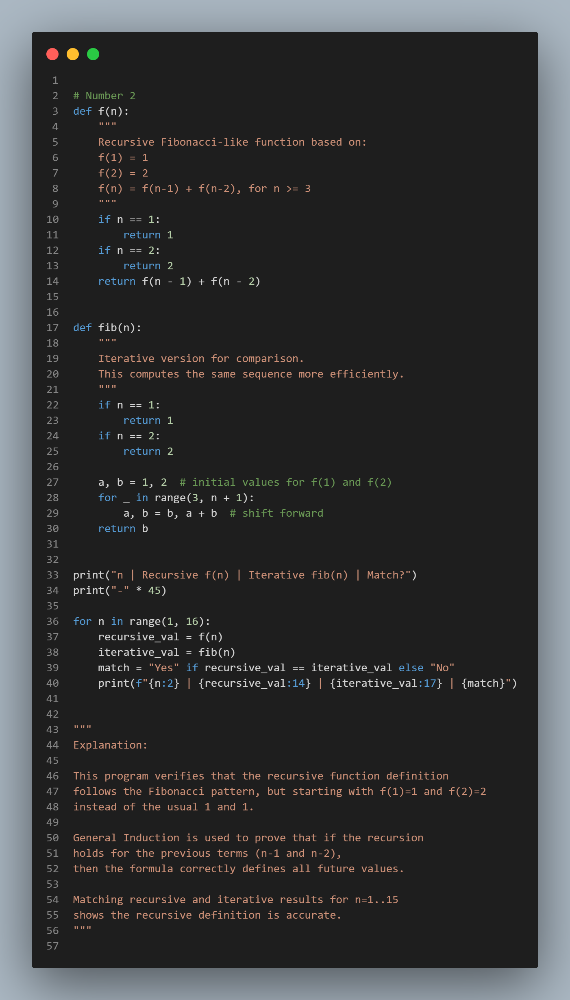 1
2 # Number 2
3 def f(n):
4     """
5     Recursive Fibonacci-like function based on:
6     f(1) = 1
7     f(2) = 2
8     f(n) = f(n-1) + f(n-2), for n >= 3
9     """
10     if n == 1:
11         return 1
12     if n == 2:
13         return 2
14     return f(n - 1) + f(n - 2)
15
16
17 def fib(n):
18     """
19     Iterative version for comparison.
20     This computes the same sequence more efficiently.
21     """
22     if n == 1:
23         return 1
24     if n == 2:
25         return 2
26
27     a, b = 1, 2  # initial values for f(1) and f(2)
28     for _ in range(3, n + 1):
29         a, b = b, a + b  # shift forward
30     return b
31
32
33 print("n | Recursive f(n) | Iterative fib(n) | Match?")
34 print("-" * 45)
35
36 for n in range(1, 16):
37     recursive_val = f(n)
38     iterative_val = fib(n)
39     match = "Yes" if recursive_val == iterative_val else "No"
40     print(f"{n:2} | {recursive_val:14} | {iterative_val:17} | {match}")
41
42
43 """
44 Explanation:
45
46 This program verifies that the recursive function definition
47 follows the Fibonacci pattern, but starting with f(1)=1 and f(2)=2
48 instead of the usual 1 and 1.
49
50 General Induction is used to prove that if the recursion
51 holds for the previous terms (n-1 and n-2),
52 then the formula correctly defines all future values.
53
54 Matching recursive and iterative results for n=1..15
55 shows the recursive definition is accurate.
56 """
57